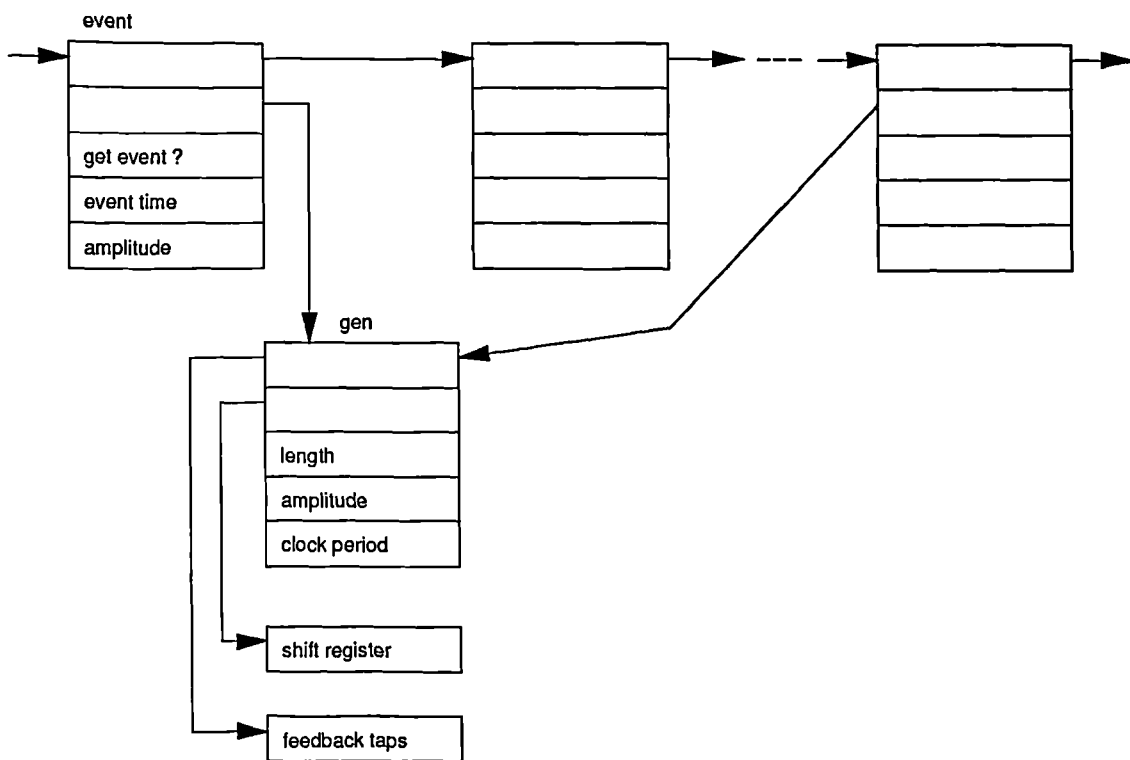 event
get event ?
event time
amplitude
gen
length
amplitude
clock period
shift register
feedback taps